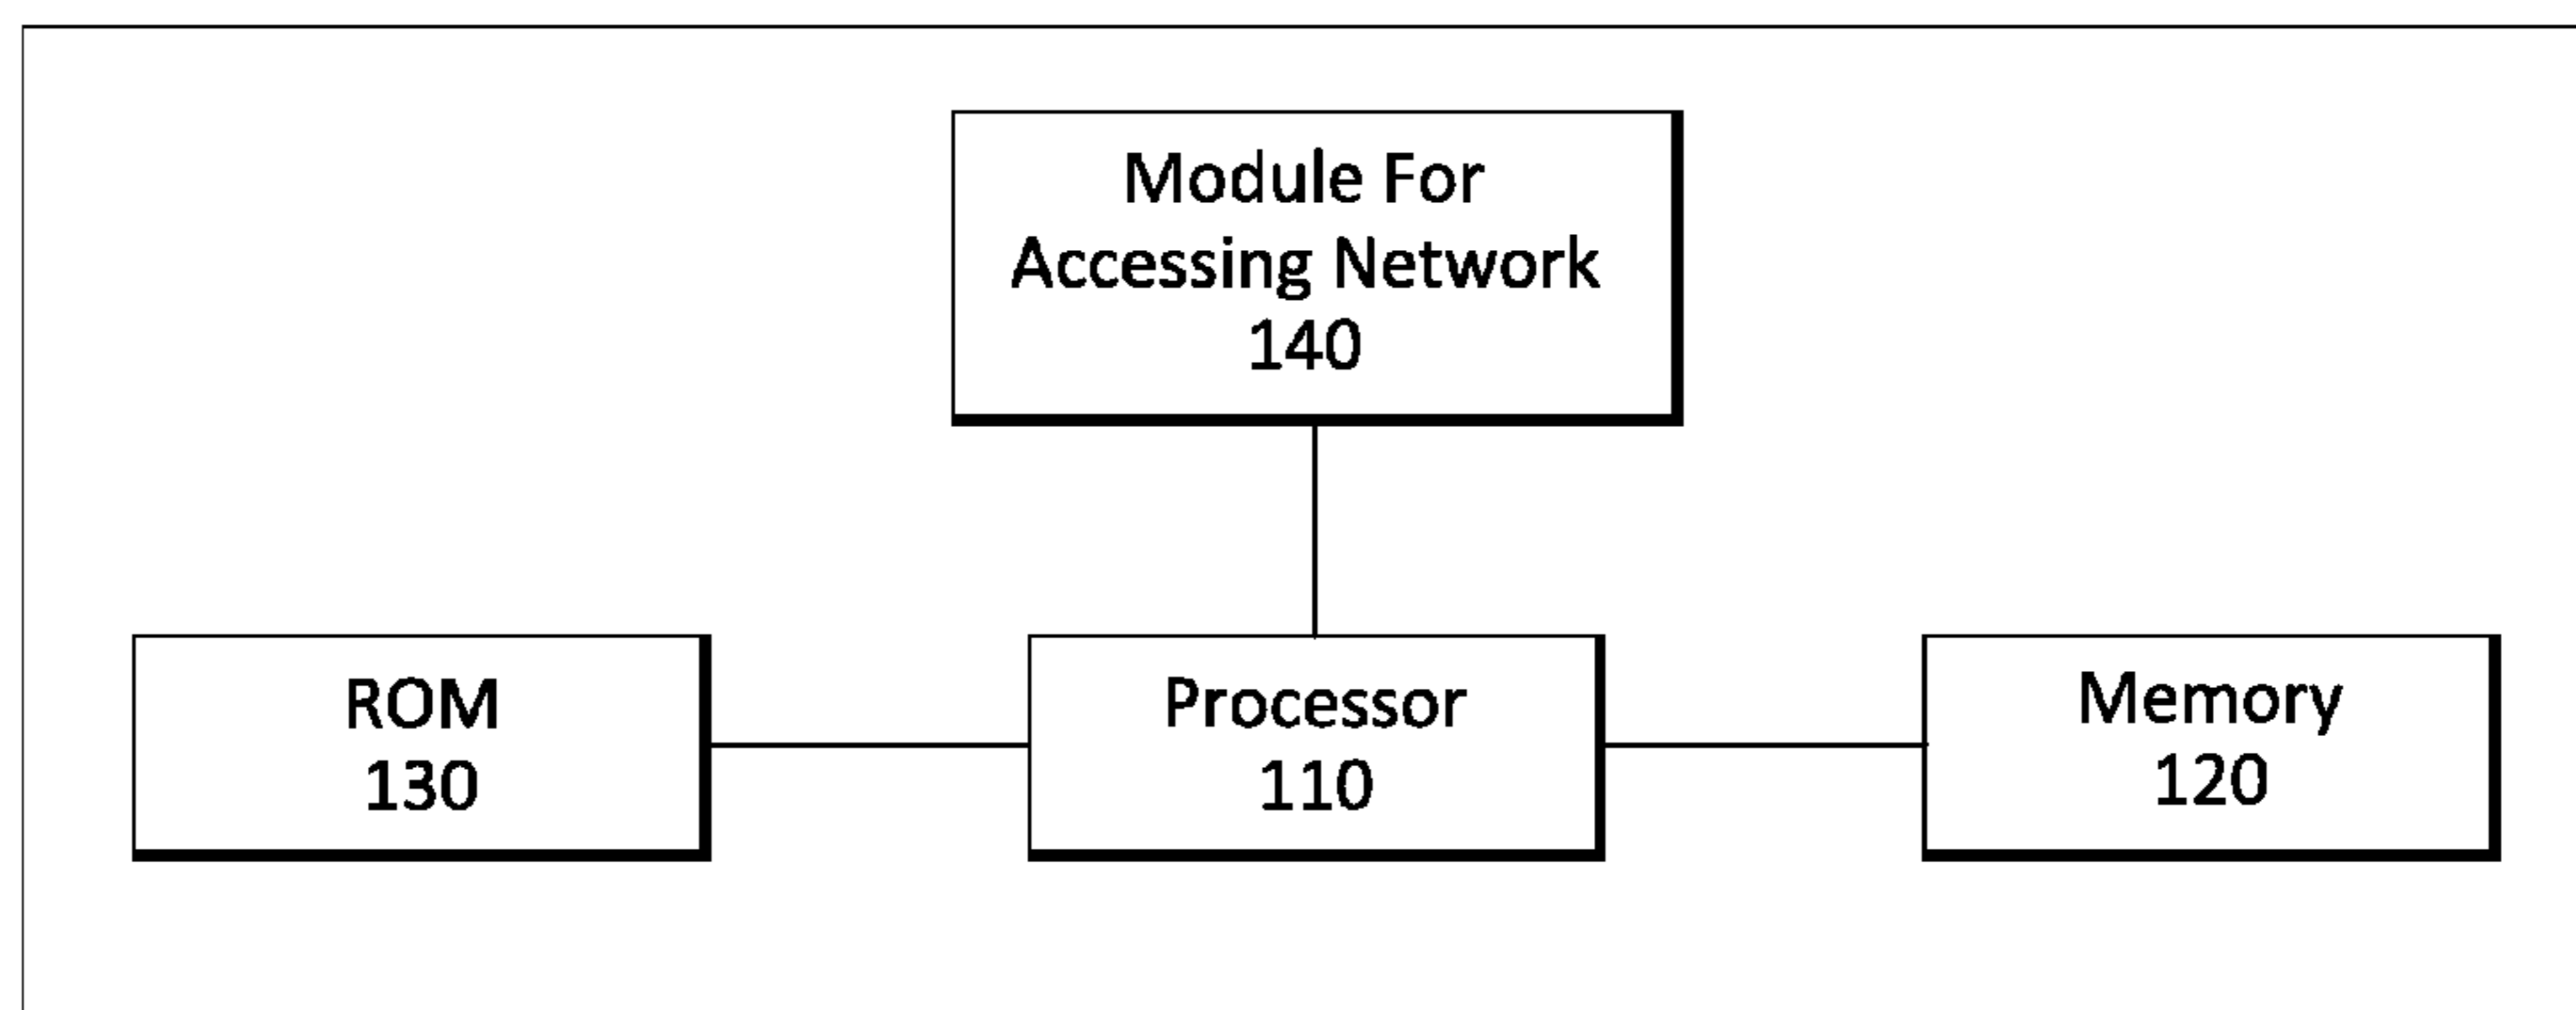 Module For
Accessing Network
140
ROM
130
Processor
110
Memory
120